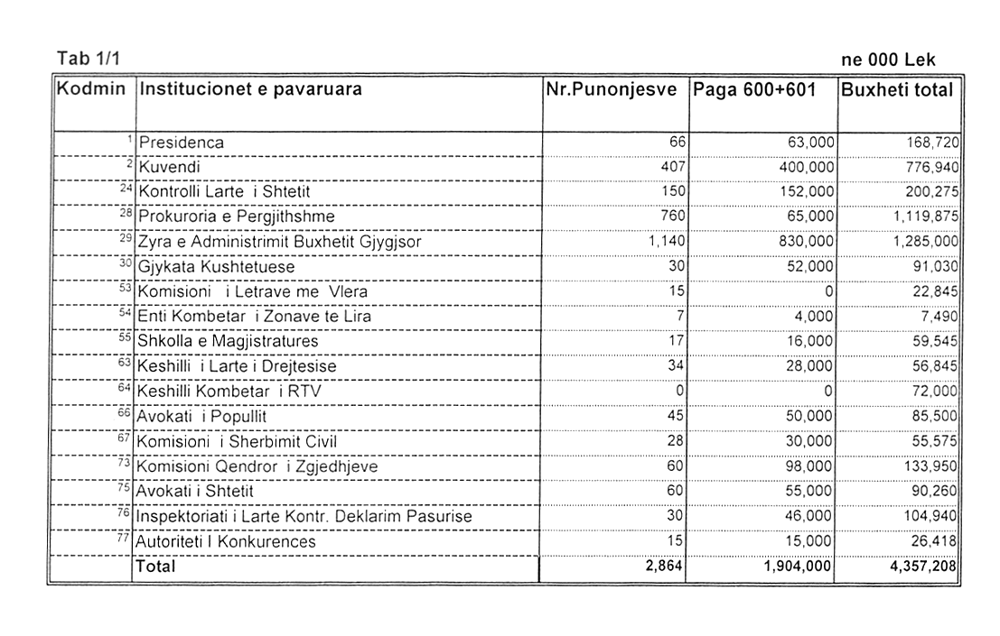 Tab 1/1 ne 000 Lek
Kodmin Institucionet e pavaruara Nr.Punonjesve Paga 600+601 Buxheti total
1 Presidenca 66 63,000 168,720
2 Kuvendi 407 400,000 776,940
24 Kontrolli Larte i Shtetit 150 152,000 200,275
28 Prokuroria e Pergjithshme 760 65,000 1,119,875
29 Zyra e Administrimit Buxhetit Gjygjsor 1,140 830,000 1,285,000
30 Gjykata Kushtetuese 30 52,000 91,030
53 Komisioni i Letrave me Vlera 15 0 22,845
54 Enti Kombetar i Zonave te Lira 7 4,000 7,490
55 Shkolla e Magjistratures 17 16,000 59,545
63 Keshilli i Larte i Drejtesise 34 28,000 56,845
64 Keshilli Kombetar i RTV 0 0 72,000
66 Avokati i Popullit 45 50,000 85,500
67 Komisioni i Sherbimit Civil 28 30,000 55,575
73 Komisioni Qendror i Zgjedhjeve 60 98,000 133,950
75 Avokati i Shtetit 60 55,000 90,260
76 Inspektoriati i Larte Kontr. Deklarim Pasurise 30 46,000 104,940
77 Autoriteti I Konkurences 15 15,000 26,418
Total 2,864 1,904,000 4,357,208